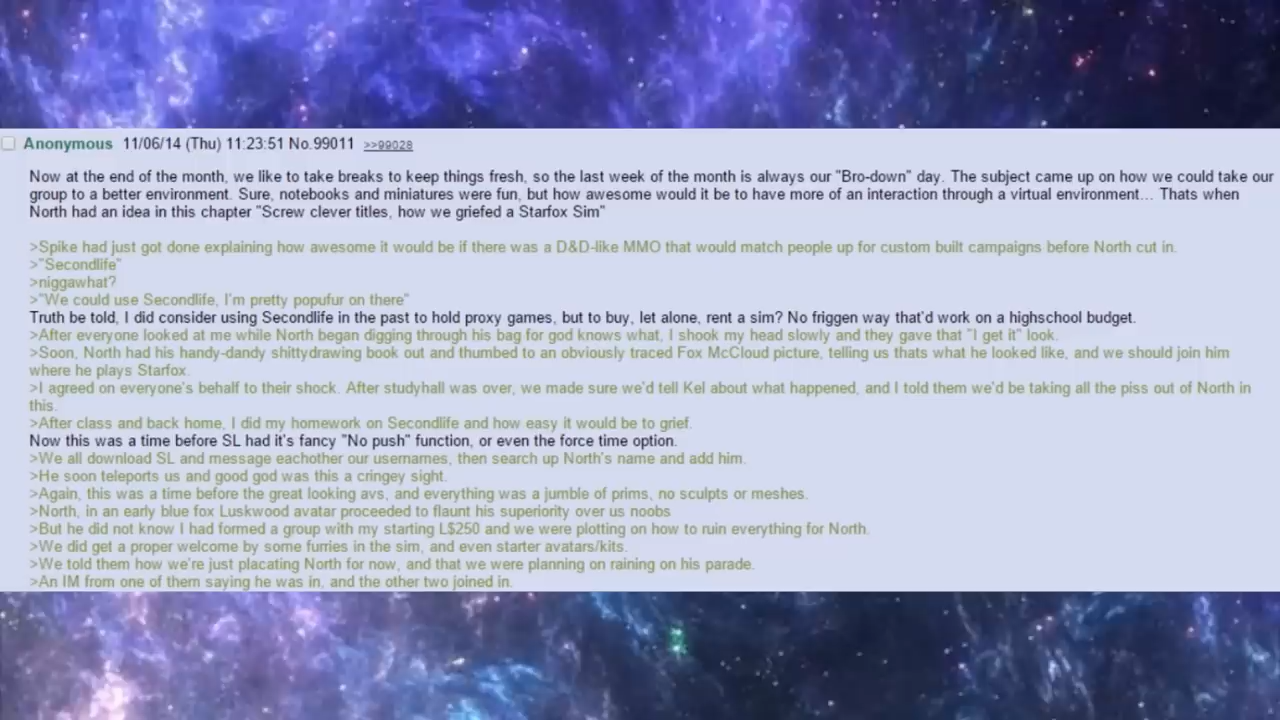 Anonymous 11/06/14 (Thu) 11:23:51 No.99011 >>99028
Now at the end of the month, we like to take breaks to keep things fresh, so the last week of the month is always our "Bro-down" day. The subject came up on how we could take our
group to a better environment. Sure, notebooks and miniatures were fun, but how awesome would it be to have more of an interaction through a virtual environment... Thats when
North had an idea in this chapter "Screw clever titles, how we griefed a Starfox Sim"
>Spike had just got done explaining how awesome it would be if there was a D&D-like MMO that would match people up for custom built campaigns before North cut in.
>"Secondlife"
>niggawhat?
>"We could use Secondlife, I'm pretty popufur on there"
Truth be told, I did consider using Secondlife in the past to hold proxy games, but to buy, let alone, rent a sim? No friggen way that'd work on a highschool budget.
>After everyone looked at me while North began digging through his bag for god knows what, I shook my head slowly and they gave that "I get it" look.
>Soon, North had his handy-dandy shittydrawing book out and thumbed to an obviously traced Fox McCloud picture, telling us thats what he looked like, and we should join him
where he plays Starfox.
>I agreed on everyone's behalf to their shock. After studyhall was over, we made sure we'd tell Kel about what happened, and I told them we'd be taking all the piss out of North in
this.
>After class and back home, I did my homework on Secondlife and how easy it would be to grief.
Now this was a time before SL had it's fancy "No push" function, or even the force time option.
>We all download SL and message eachother our usernames, then search up North's name and add him.
>He soon teleports us and good god was this a cringey sight.
>Again, this was a time before the great looking avs, and everything was a jumble of prims, no sculpts or meshes.
>North, in an early blue fox Luskwood avatar proceeded to flaunt his superiority over us noobs
>But he did not know I had formed a group with my starting L$250 and we were plotting on how to ruin everything for North.
>We did get a proper welcome by some furries in the sim, and even starter avatars/kits.
>We told them how we're just placating North for now, and that we were planning on raining on his parade.
>An IM from one of them saying he was in, and the other two joined in.